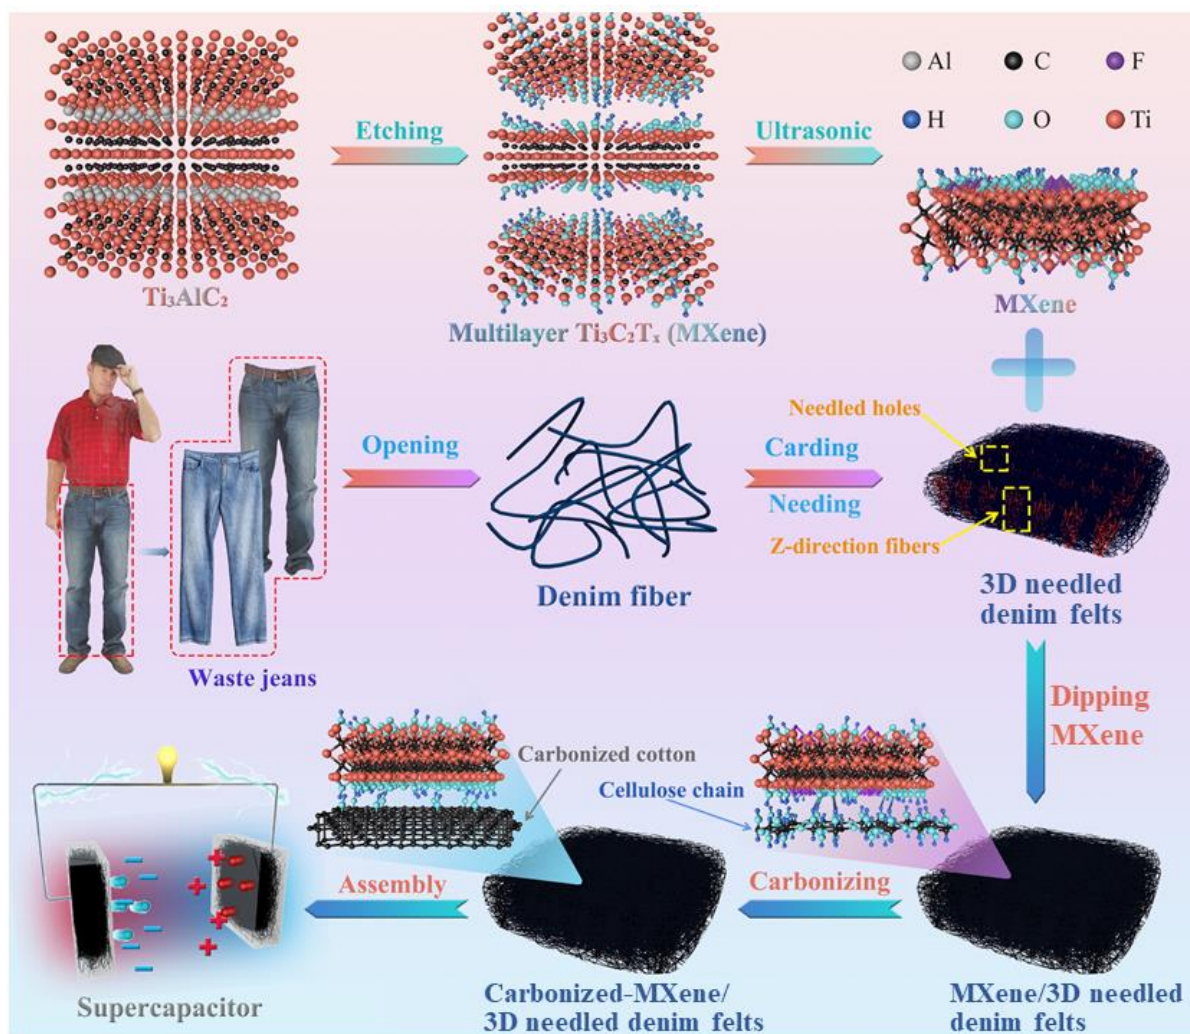 Al
C
F
H
O
Ti
Etching
Ultrasonic
Ti₃AlC₂
Multilayer Ti₃C₂Tₓ (MXene)
MXene
Needled holes
Opening
Carding
Needing
Z-direction fibers
Denim fiber
3D needled
denim felts
Waste jeans
Dipping
MXene
Carbonized cotton
Cellulose chain
Assembly
Carbonizing
Supercapacitor
Carbonized-MXene/
3D needled denim felts
MXene/3D needled
denim felts